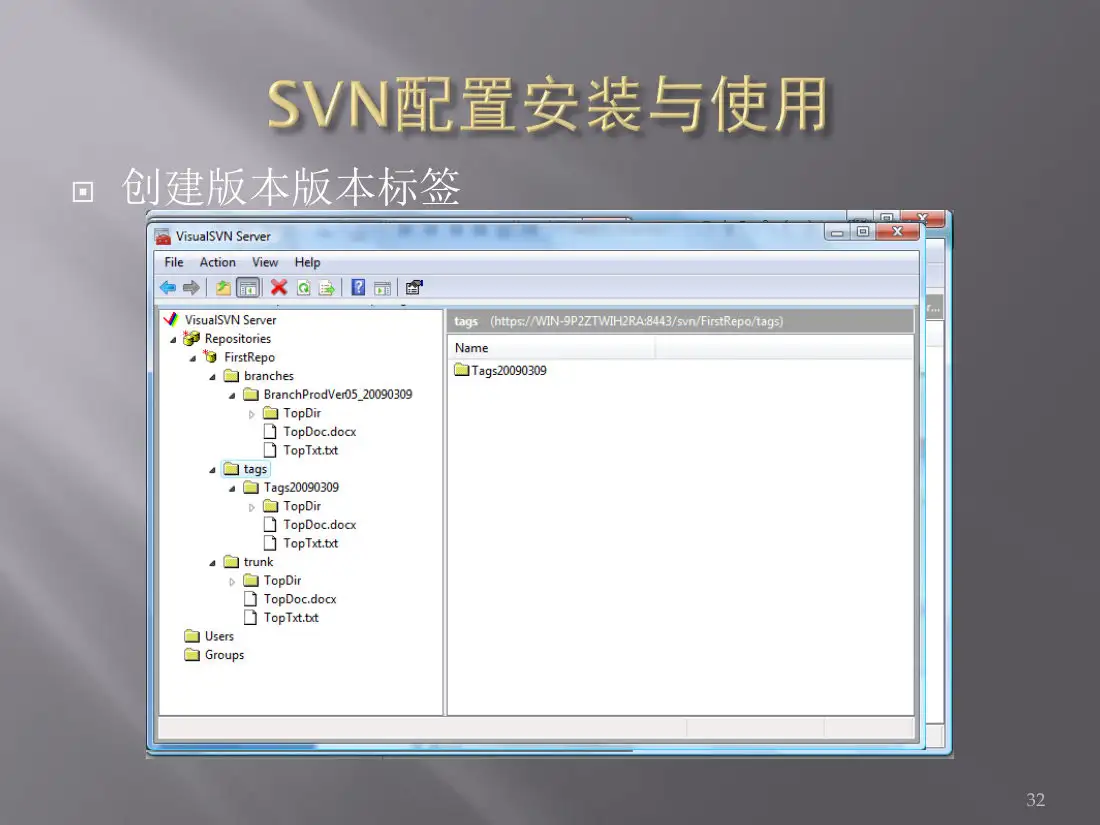 SVN配置安装与使用
创建版本版本标签
VisualSVN Server
File Action View Help
VisualSVN Server
Repositories
FirstRepo
branches
BranchProdVer05_20090309
TopDir
TopDoc.docx
TopTxt.txt
tags
Tags20090309
TopDir
TopDoc.docx
TopTxt.txt
trunk
TopDir
TopDoc.docx
TopTxt.txt
Users
Groups
tags (https://WIN-9P2ZTWIH2RA:8443/svn/FirstRepo/tags)
Name
Tags20090309
r...
32